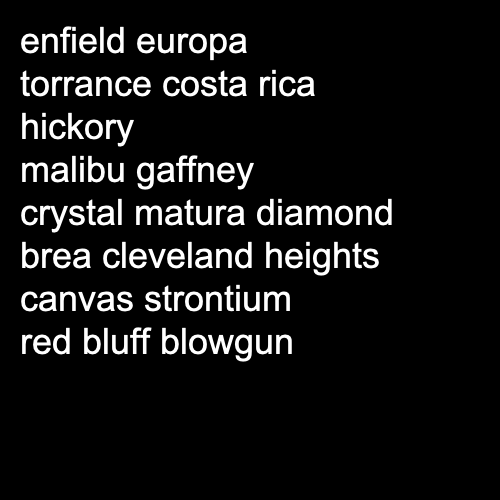 enfield europa
torrance costa rica
hickory
malibu gaffney
crystal matura diamond
brea cleveland heights
canvas strontium
red bluff blowgun